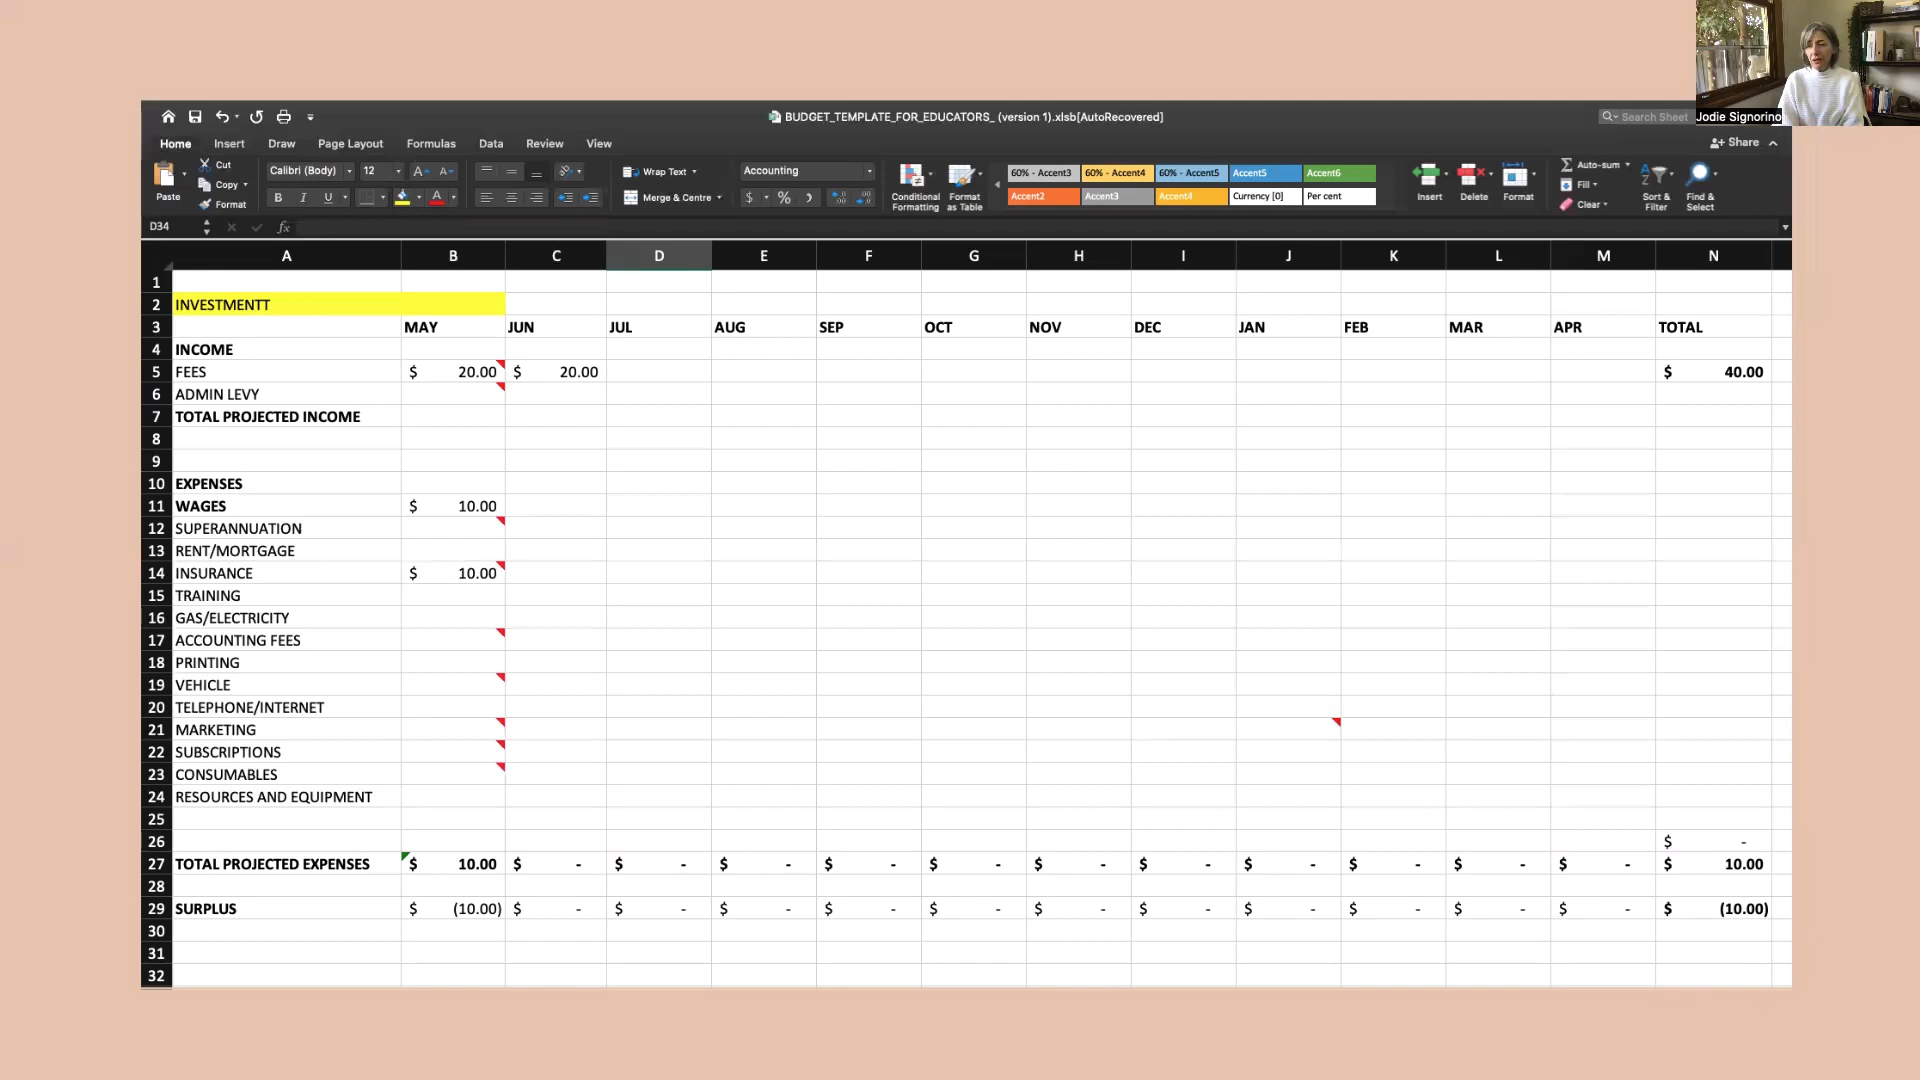 BUDGET_TEMPLATE_FOR_EDUCATORS_ (version 1).xlsb[AutoRecovered]
Search Sheet
Jodie Signorino
Home Insert Draw Page Layout Formulas Data Review View
Share
Paste
Cut
Copy
Format
Calibri (Body) 12
B I U
Wrap Text
Merge & Centre
Accounting
$ % )
Conditional Formatting
Format as Table
60% - Accent3 60% - Accent4 60% - Accent5 Accent5 Accent6
Accent2 Accent3 Accent4 Currency [0] Per cent
Insert Delete Format
Auto-sum
Fill
Clear
Sort & Filter
Find & Select
D34 fx
A B C D E F G H I J K L M N
1
2 INVESTMENTT
3 MAY JUN JUL AUG SEP OCT NOV DEC JAN FEB MAR APR TOTAL
4 INCOME
5 FEES $ 20.00 $ 20.00 $ 40.00
6 ADMIN LEVY
7 TOTAL PROJECTED INCOME
8
9
10 EXPENSES
11 WAGES $ 10.00
12 SUPERANNUATION
13 RENT/MORTGAGE
14 INSURANCE $ 10.00
15 TRAINING
16 GAS/ELECTRICITY
17 ACCOUNTING FEES
18 PRINTING
19 VEHICLE
20 TELEPHONE/INTERNET
21 MARKETING
22 SUBSCRIPTIONS
23 CONSUMABLES
24 RESOURCES AND EQUIPMENT
25
26 $ -
27 TOTAL PROJECTED EXPENSES $ 10.00 $ - $ - $ - $ - $ - $ - $ - $ - $ - $ - $ - $ 10.00
28
29 SURPLUS $ (10.00) $ - $ - $ - $ - $ - $ - $ - $ - $ - $ - $ - $ (10.00)
30
31
32